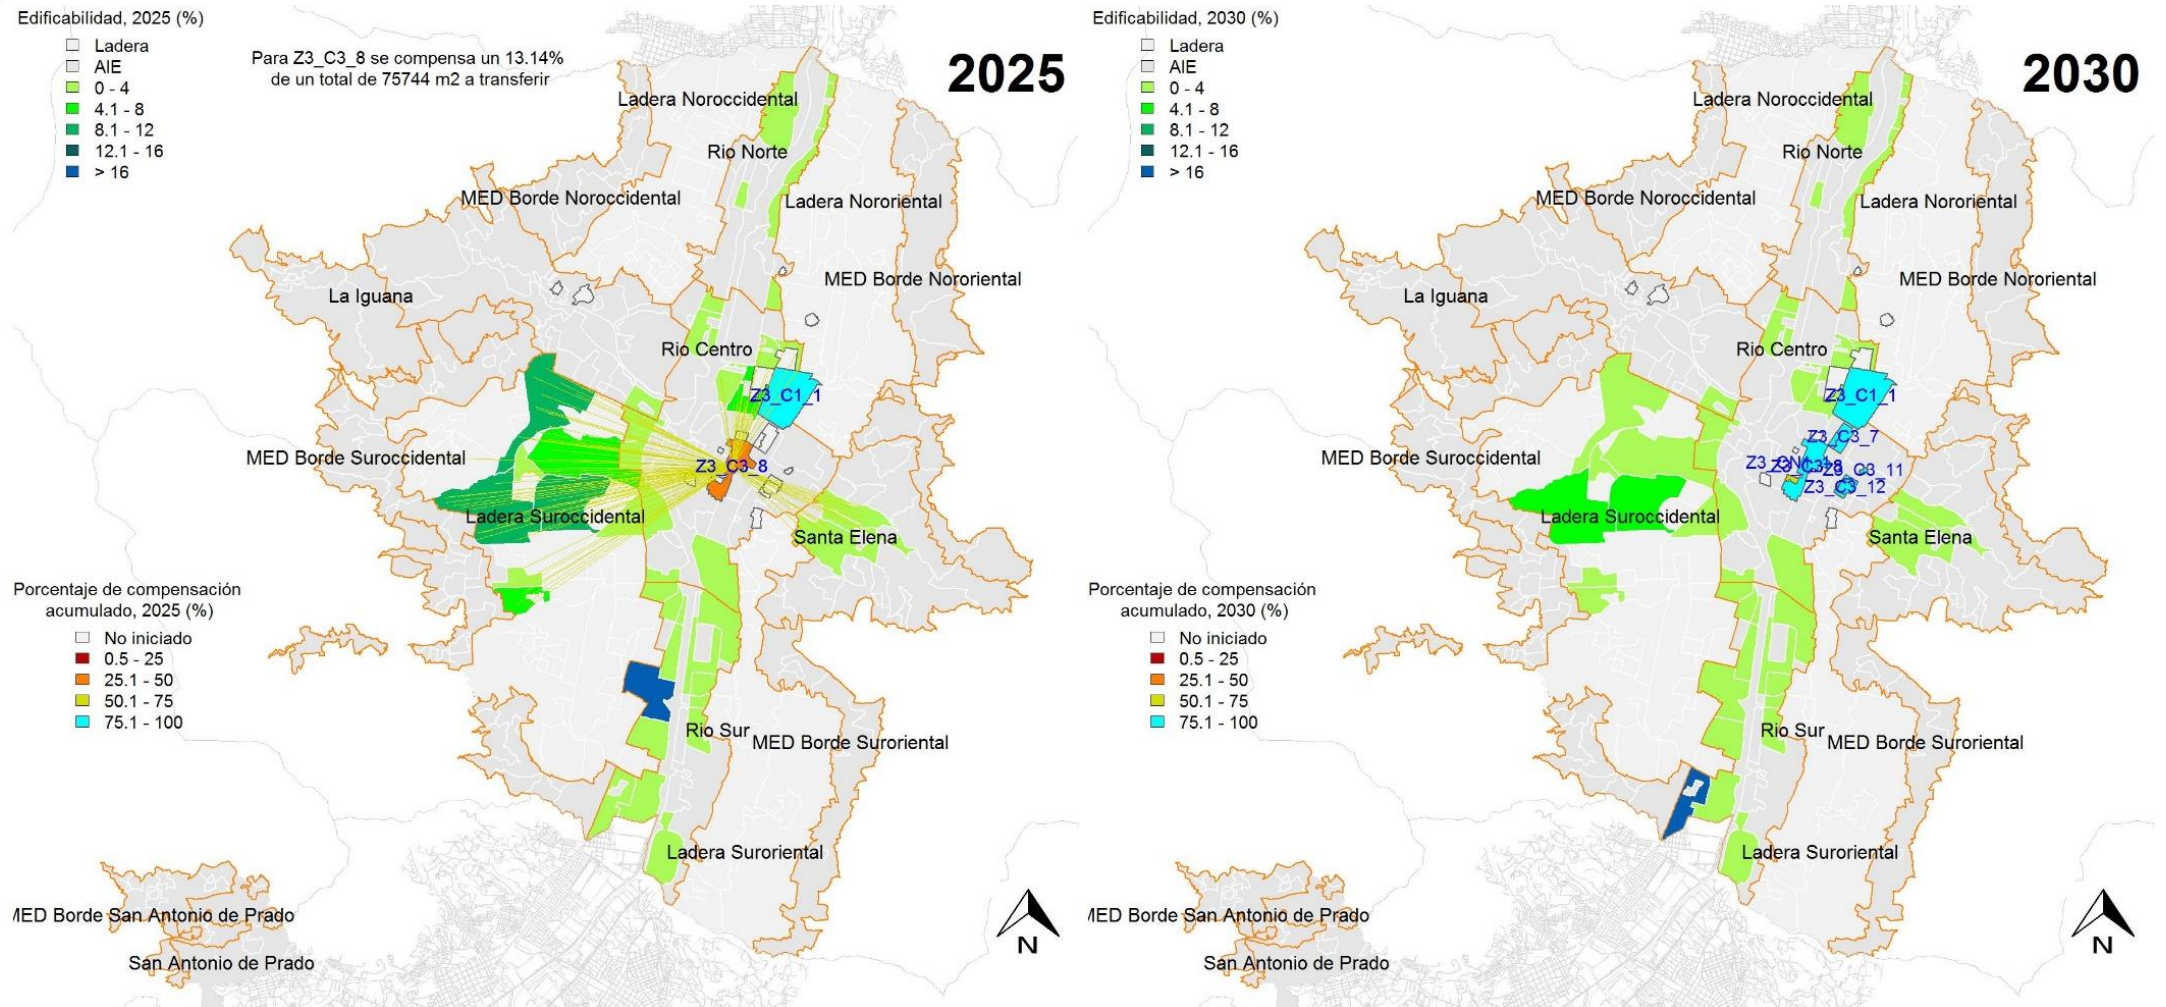 Edificabilidad, 2025 (%)
Ladera
AIE
0 - 4
4.1 - 8
8.1 - 12
12.1 - 16
> 16
Para Z3_C3_8 se compensa un 13.14%
de un total de 75744 m2 a transferir
2025
Ladera Noroccidental
Rio Norte
MED Borde Noroccidental
Ladera Nororiental
MED Borde Nororiental
La Iguana
Rio Centro
Z3_C1_1
MED Borde Suroccidental
Z3_C3_8
Ladera Suroccidental
Santa Elena
Porcentaje de compensación
acumulado, 2025 (%)
No iniciado
0.5 - 25
25.1 - 50
50.1 - 75
75.1 - 100
Rio Sur
MED Borde Suroriental
Ladera Suroriental
MED Borde San Antonio de Prado
San Antonio de Prado
N
Edificabilidad, 2030 (%)
Ladera
AIE
0 - 4
4.1 - 8
8.1 - 12
12.1 - 16
> 16
2030
Ladera Noroccidental
Rio Norte
MED Borde Noroccidental
Ladera Nororiental
MED Borde Nororiental
La Iguana
Rio Centro
Z3_C1_1
Z3_C3_7
MED Borde Suroccidental
Z3_C3_12
Ladera Suroccidental
Santa Elena
Porcentaje de compensación
acumulado, 2030 (%)
No iniciado
0.5 - 25
25.1 - 50
50.1 - 75
75.1 - 100
Rio Sur
MED Borde Suroriental
Ladera Suroriental
MED Borde San Antonio de Prado
San Antonio de Prado
N